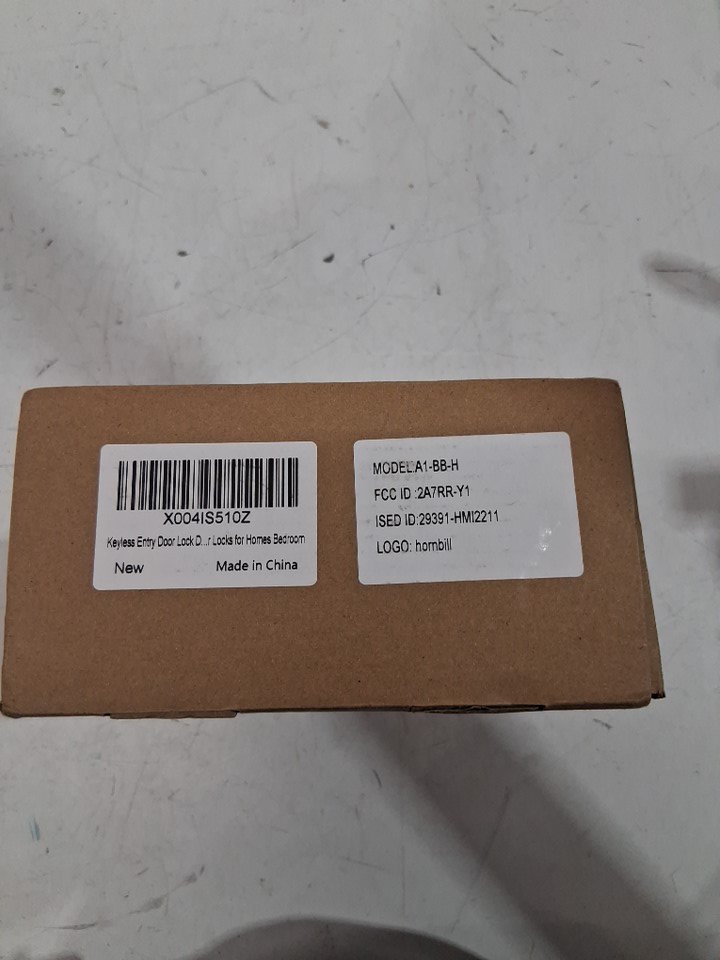 X004IS510Z
Keyless Entry Door Lock D...r Locks for Homes Bedroom
New Made in China
MODEL:A1-BB-H
FCC ID :2A7RR-Y1
ISED ID:29391-HMI2211
LOGO: hornbill